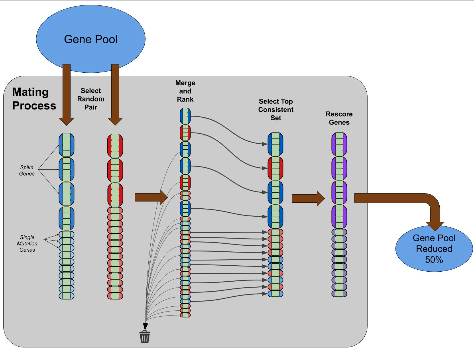 Gene Pool
Mating
Process
Select
Random
Pair
Merge
and
Rank
Select Top
Consistent
Set
Rescore
Genes
Genes
Single
Mutation
Genes
Gene Pool
Reduced
50%